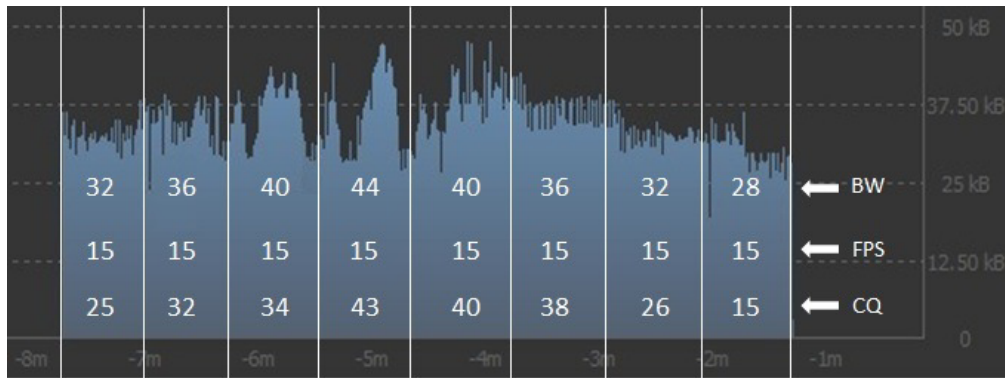 50 kB
37.50 kB
32 36 40 44 40 36 32 28 BW
25 kB
15 15 15 15 15 15 15 15 FPS
12.50 kB
25 32 34 43 40 38 26 15 CQ
0
-8m -7m -6m -5m -4m -3m -2m -1m